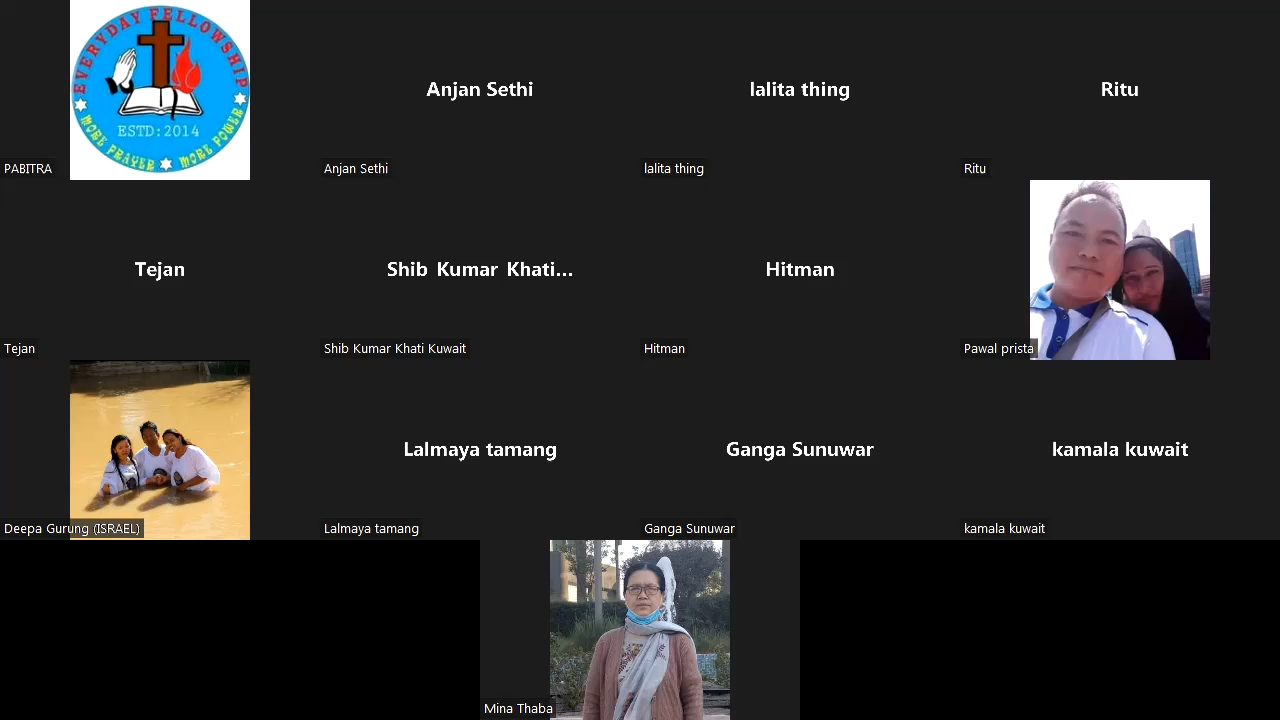 EVERYDAY FELLOWSHIP
ESTD:2014
MORE PRAYER MORE POWER
PABITRA
Anjan Sethi
Anjan Sethi
lalita thing
lalita thing
Ritu
Ritu
Tejan
Tejan
Shib Kumar Khati...
Shib Kumar Khati Kuwait
Hitman
Hitman
Pawal prista
Deepa Gurung (ISRAEL)
Lalmaya tamang
Lalmaya tamang
Ganga Sunuwar
Ganga Sunuwar
kamala kuwait
kamala kuwait
Mina Thaba